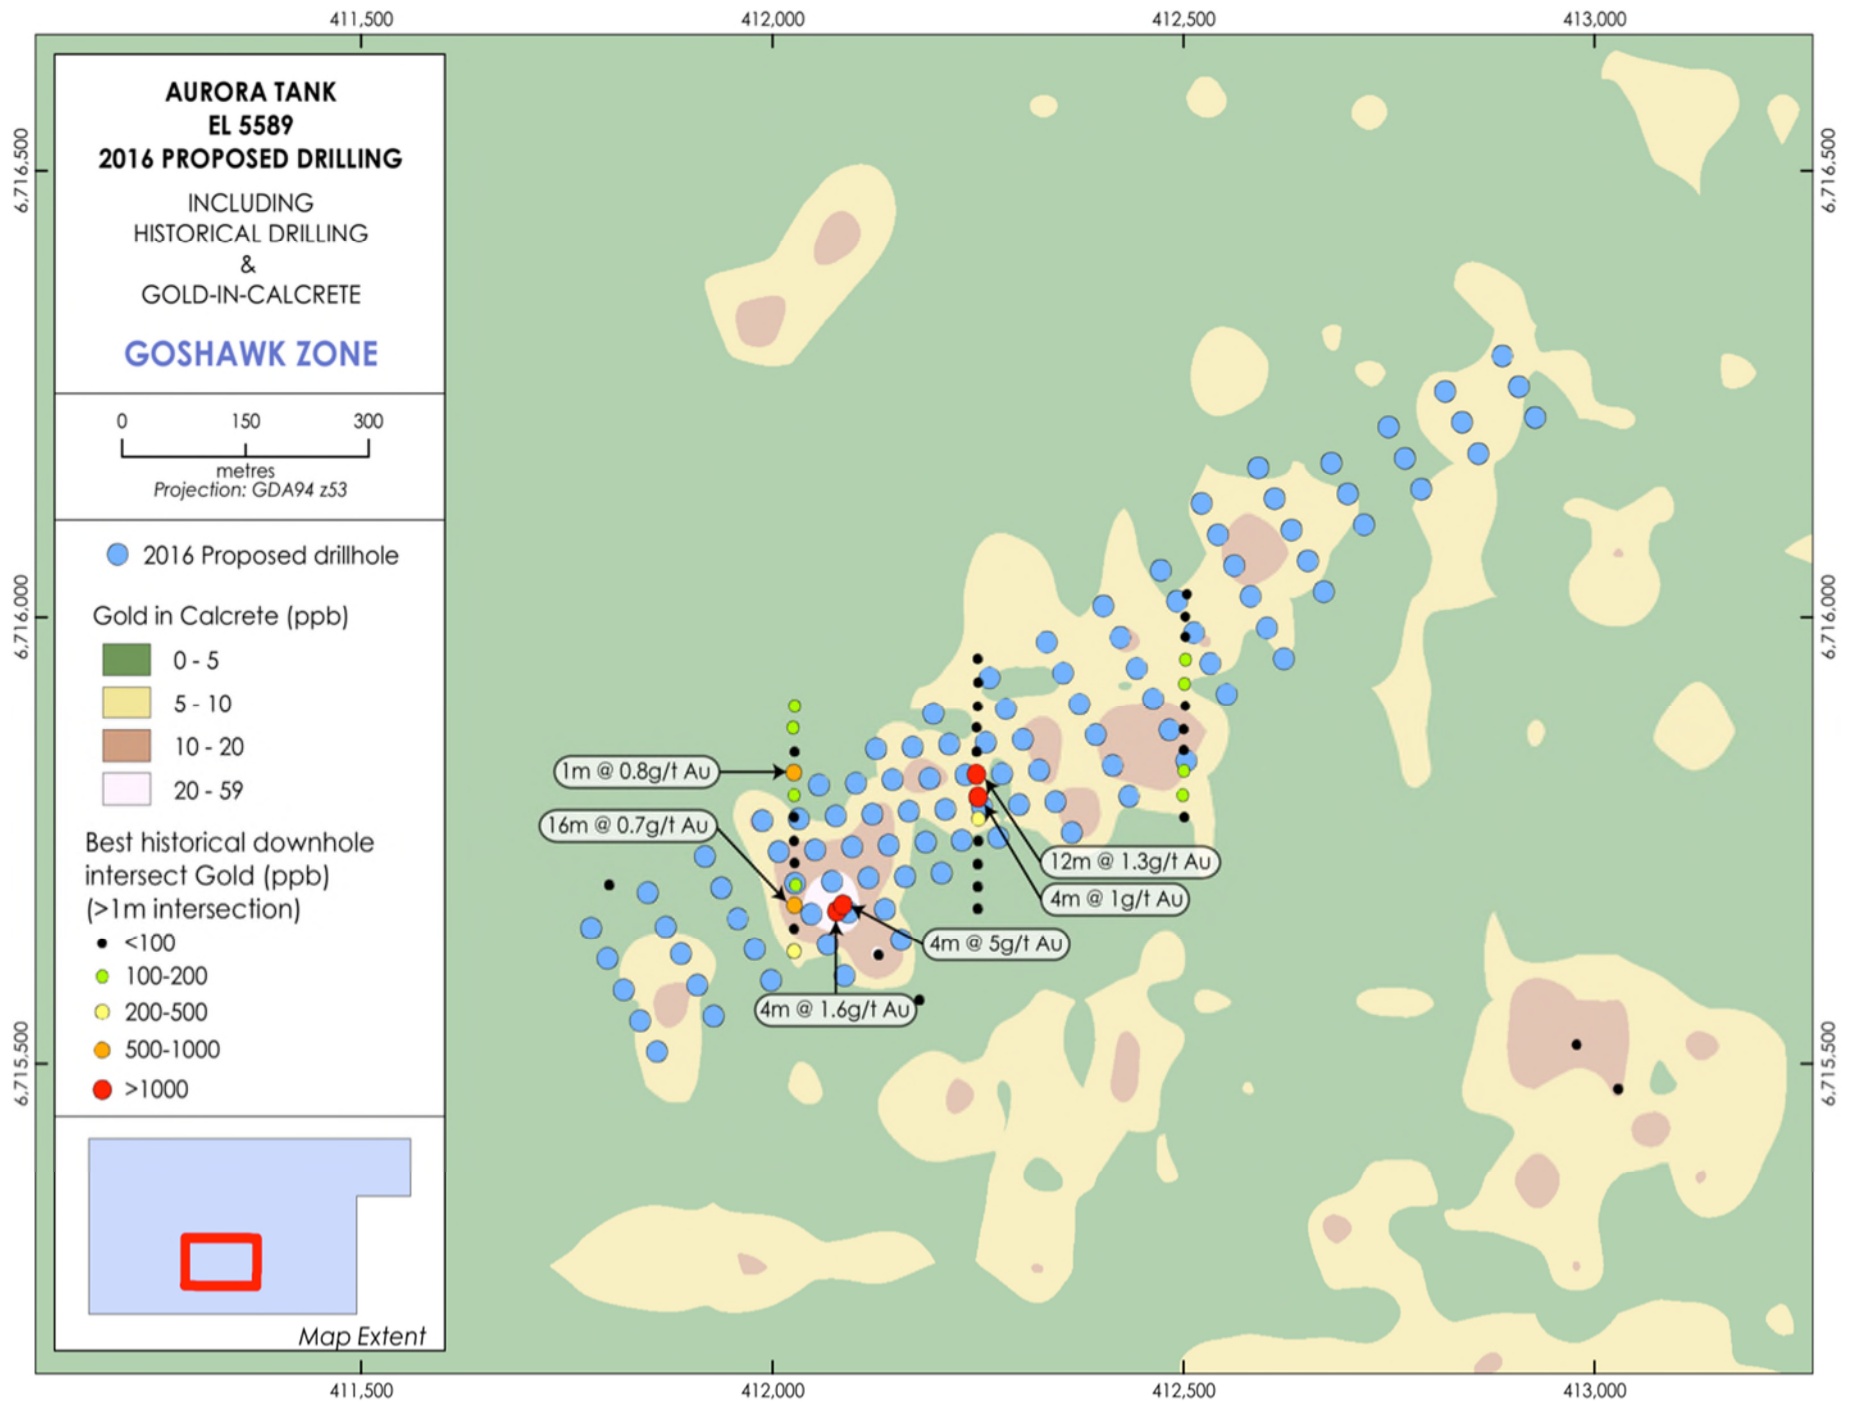 411,500
412,000
412,500
413,000
AURORA TANK
EL 5589
2016 PROPOSED DRILLING
INCLUDING
HISTORICAL DRILLING
&
GOLD-IN-CALCRETE
GOSHAWK ZONE
0 150 300
metres
Projection: GDA94 z53
2016 Proposed drillhole
Gold in Calcrete (ppb)
0 - 5
5 - 10
10 - 20
20 - 59
Best historical downhole
intersect Gold (ppb)
(>1m intersection)
<100
100-200
200-500
500-1000
>1000
Map Extent
6,716,500
6,716,000
6,715,500
1m @ 0.8g/t Au
16m @ 0.7g/t Au
12m @ 1.3g/t Au
4m @ 1g/t Au
4m @ 5g/t Au
4m @ 1.6g/t Au
6,716,500
6,716,000
6,715,500
411,500
412,000
412,500
413,000